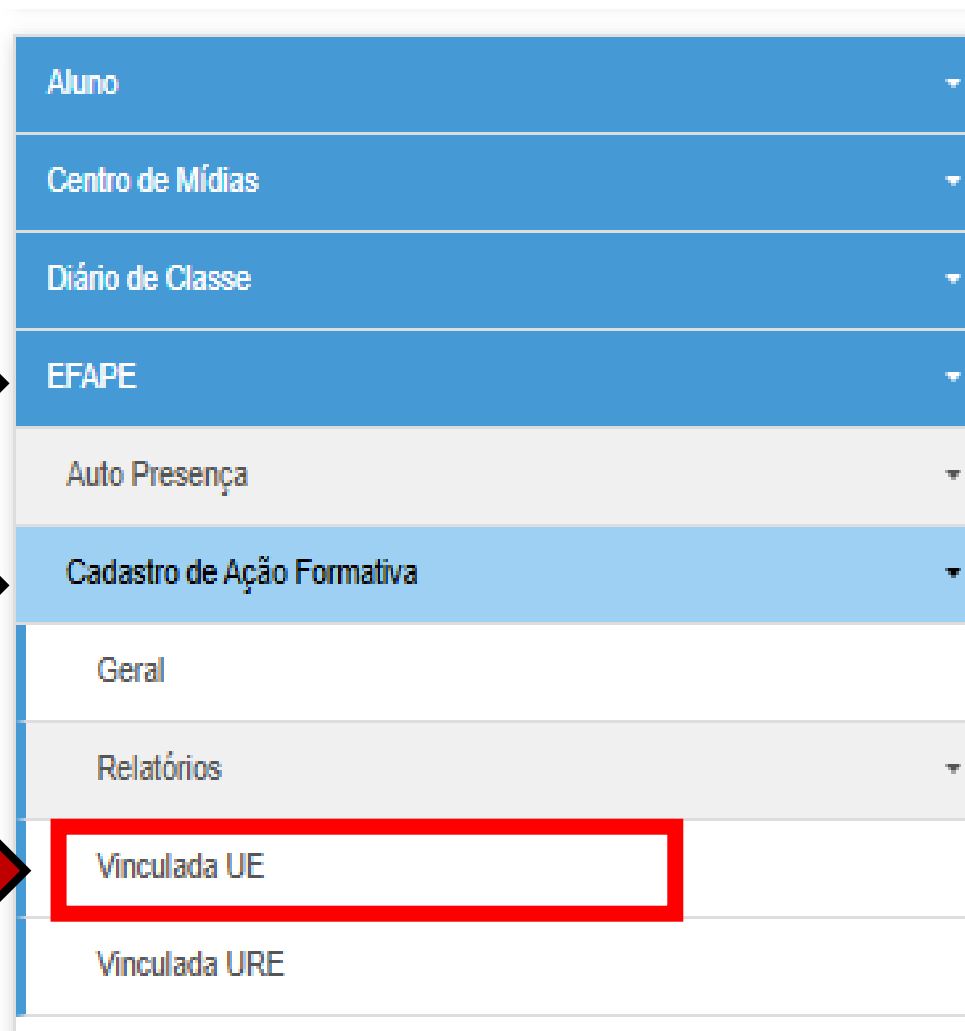 Aluno
Centro de Mídias
Diário de Classe
EFAPE
Auto Presença
Cadastro de Ação Formativa
Geral
Relatórios
Vinculada UE
Vinculada URE